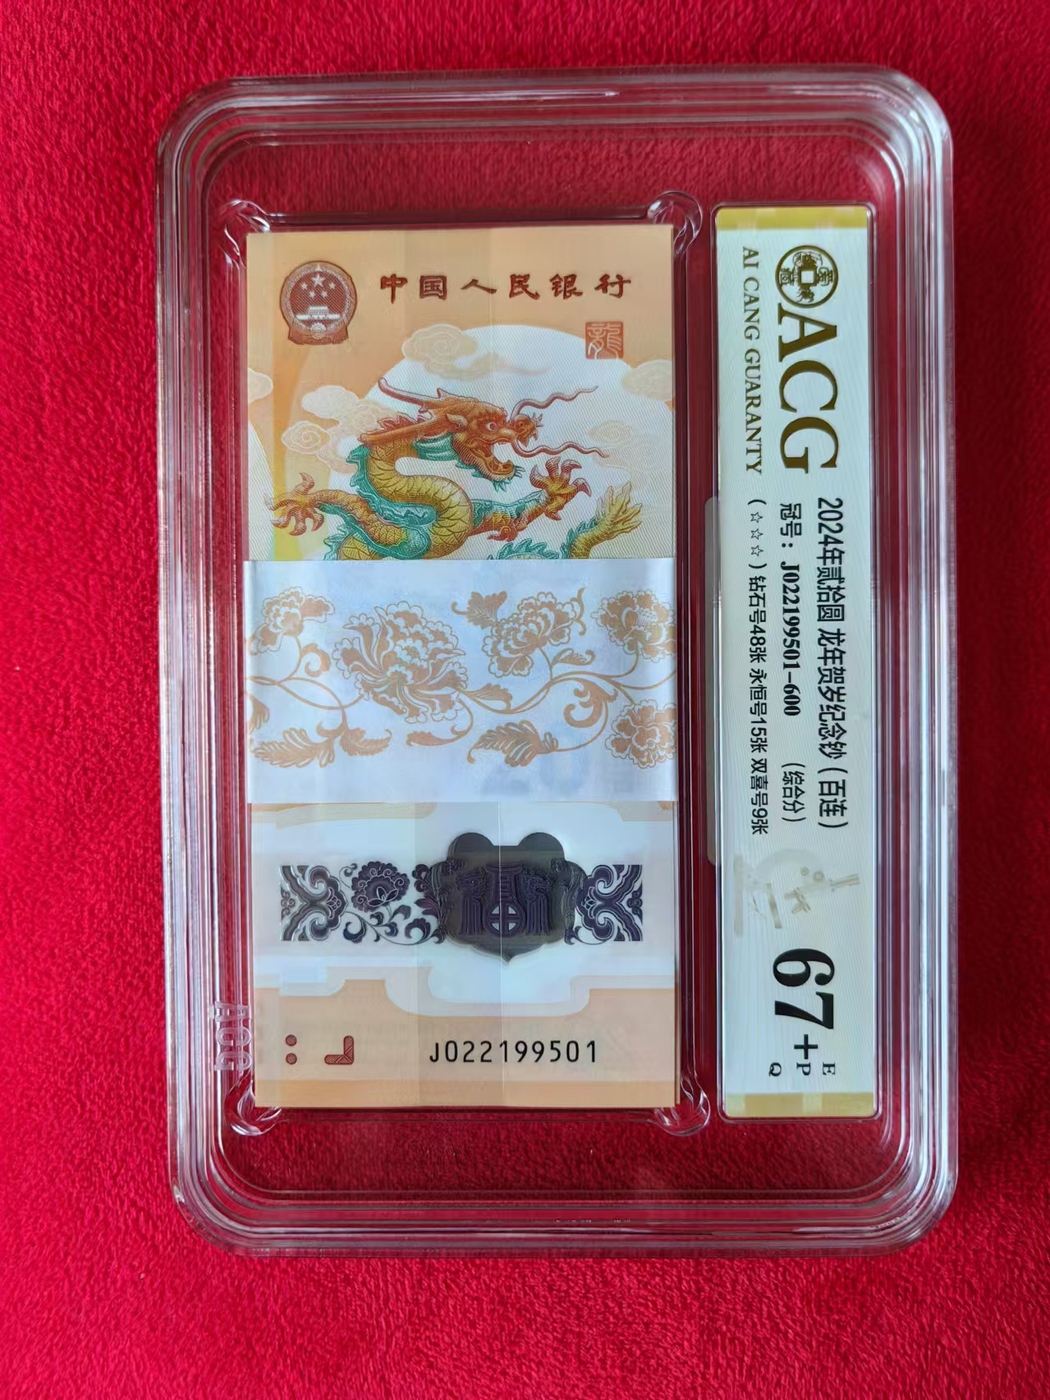 中国人民银行
龍
J022199501
ACG
AI CANG GUARANTY
2024年贰拾圆 龙年贺岁纪念钞(百连)
冠号: J022199501-600 (综合分)
(☆☆☆)钻石号48张 永恒号15张 双喜号9张
67+
E
P
Q
ACG